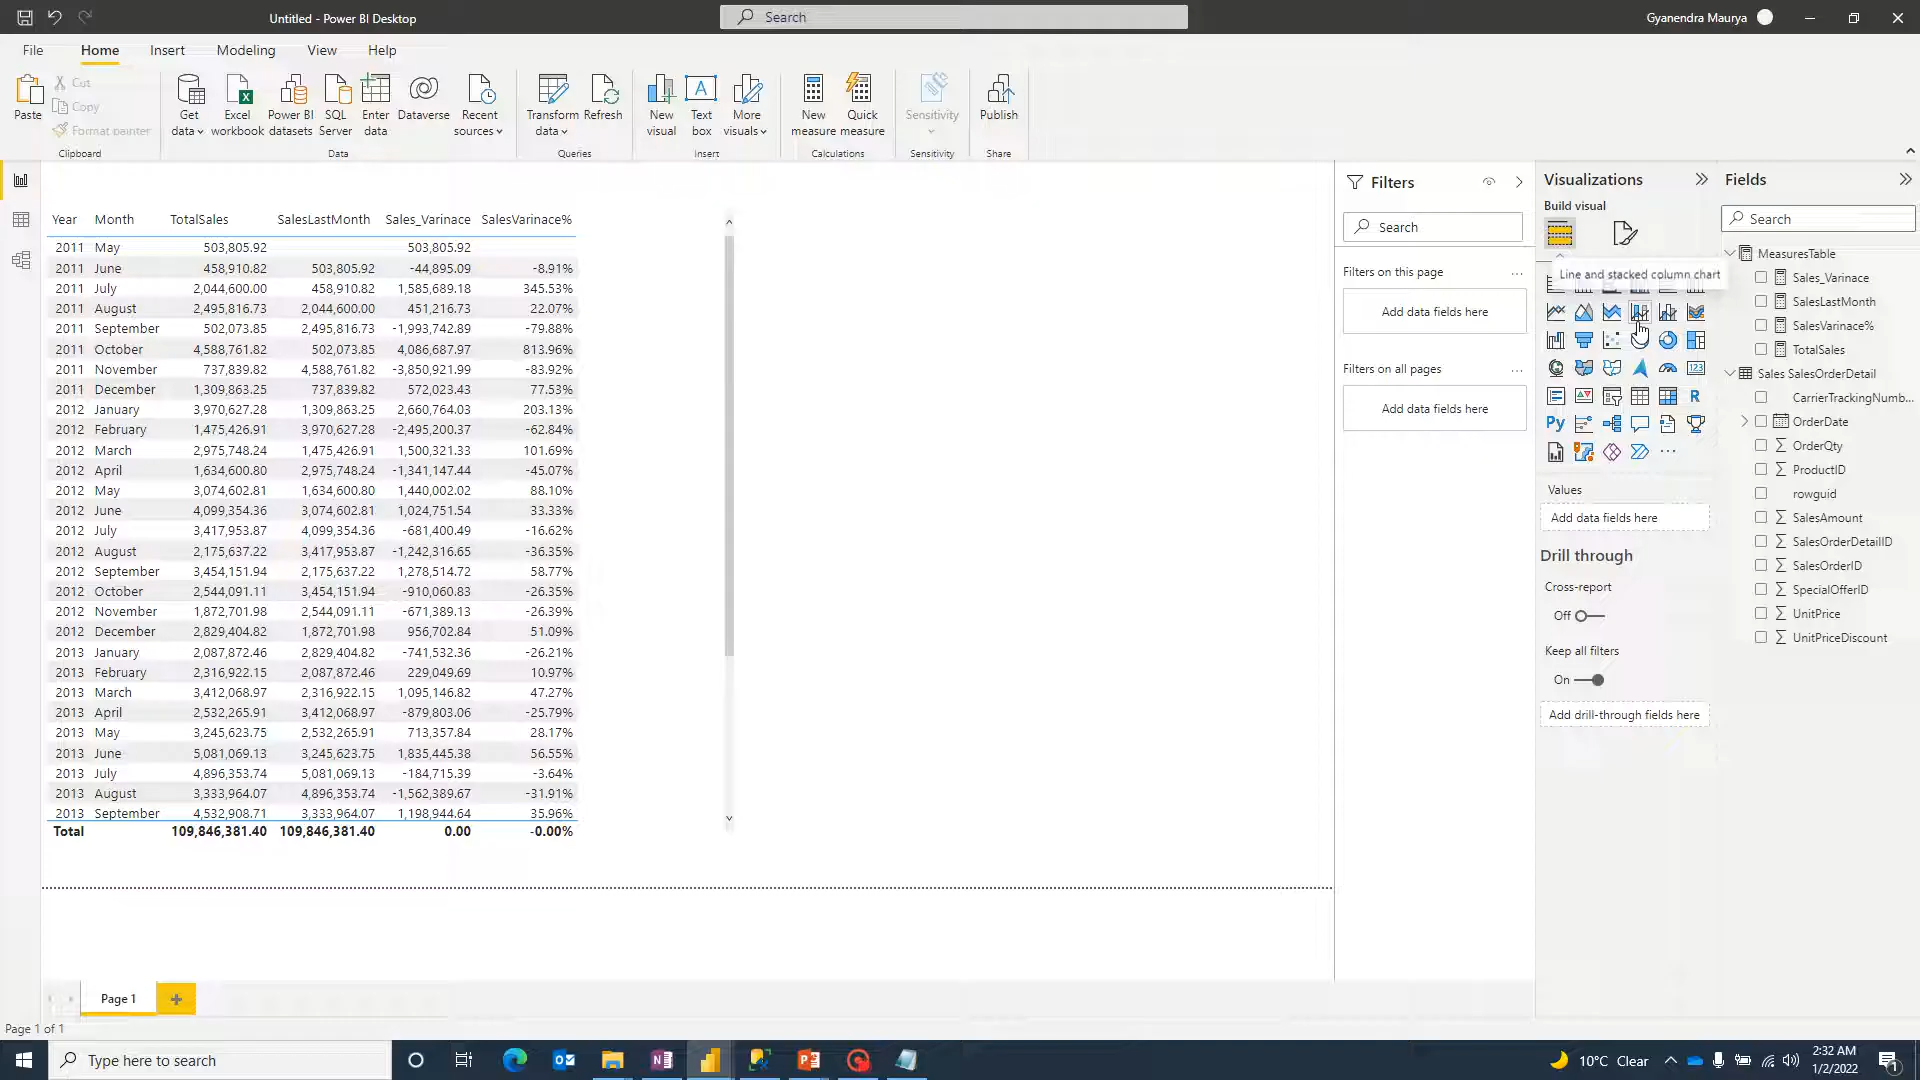 Untitled - Power BI Desktop
Search
Gyanendra Maurya
File Home Insert Modeling View Help
Paste
Cut
Copy
Format painter
Clipboard
Get data
Excel workbook
Power BI datasets
SQL Server
Enter data
Dataverse
Recent sources
Data
Transform data
Refresh
Queries
New visual
Text box
More visuals
Insert
New measure
Quick measure
Calculations
Sensitivity
Sensitivity
Publish
Share
Year Month TotalSales SalesLastMonth Sales_Varinace SalesVarinace%
2011 May 503,805.92 503,805.92
2011 June 458,910.82 503,805.92 -44,895.09 -8.91%
2011 July 2,044,600.00 458,910.82 1,585,689.18 345.53%
2011 August 2,495,816.73 2,044,600.00 451,216.73 22.07%
2011 September 502,073.85 2,495,816.73 -1,993,742.89 -79.88%
2011 October 4,588,761.82 502,073.85 4,086,687.97 813.96%
2011 November 737,839.82 4,588,761.82 -3,850,921.99 -83.92%
2011 December 1,309,863.25 737,839.82 572,023.43 77.53%
2012 January 3,970,627.28 1,309,863.25 2,660,764.03 203.13%
2012 February 1,475,426.91 3,970,627.28 -2,495,200.37 -62.84%
2012 March 2,975,748.24 1,475,426.91 1,500,321.33 101.69%
2012 April 1,634,600.80 2,975,748.24 -1,341,147.44 -45.07%
2012 May 3,074,602.81 1,634,600.80 1,440,002.02 88.10%
2012 June 4,099,354.36 3,074,602.81 1,024,751.54 33.33%
2012 July 3,417,953.87 4,099,354.36 -681,400.49 -16.62%
2012 August 2,175,637.22 3,417,953.87 -1,242,316.65 -36.35%
2012 September 3,454,151.94 2,175,637.22 1,278,514.72 58.77%
2012 October 2,544,091.11 3,454,151.94 -910,060.83 -26.35%
2012 November 1,872,701.98 2,544,091.11 -671,389.13 -26.39%
2012 December 2,829,404.82 1,872,701.98 956,702.84 51.09%
2013 January 2,087,872.46 2,829,404.82 -741,532.36 -26.21%
2013 February 2,316,922.15 2,087,872.46 229,049.69 10.97%
2013 March 3,412,068.97 2,316,922.15 1,095,146.82 47.27%
2013 April 2,532,265.91 3,412,068.97 -879,803.06 -25.79%
2013 May 3,245,623.75 2,532,265.91 713,357.84 28.17%
2013 June 5,081,069.13 3,245,623.75 1,835,445.38 56.55%
2013 July 4,896,353.74 5,081,069.13 -184,715.39 -3.64%
2013 August 3,333,964.07 4,896,353.74 -1,562,389.67 -31.91%
2013 September 4,532,908.71 3,333,964.07 1,198,944.64 35.96%
Total 109,846,381.40 109,846,381.40 0.00 -0.00%
Filters
Search
Filters on this page ...
Add data fields here
Filters on all pages ...
Add data fields here
Visualizations
Build visual
Line and stacked column chart
123
R
Py
...
Values
Add data fields here
Drill through
Cross-report
Off
Keep all filters
On
Add drill-through fields here
Fields
Search
MeasuresTable
Sales_Varinace
SalesLastMonth
SalesVarinace%
TotalSales
Sales SalesOrderDetail
CarrierTrackingNumb...
OrderDate
OrderQty
ProductID
rowguid
SalesAmount
SalesOrderDetailID
SalesOrderID
SpecialOfferID
UnitPrice
UnitPriceDiscount
Page 1
Page 1 of 1
Type here to search
10°C Clear
2:32 AM
1/2/2022
1